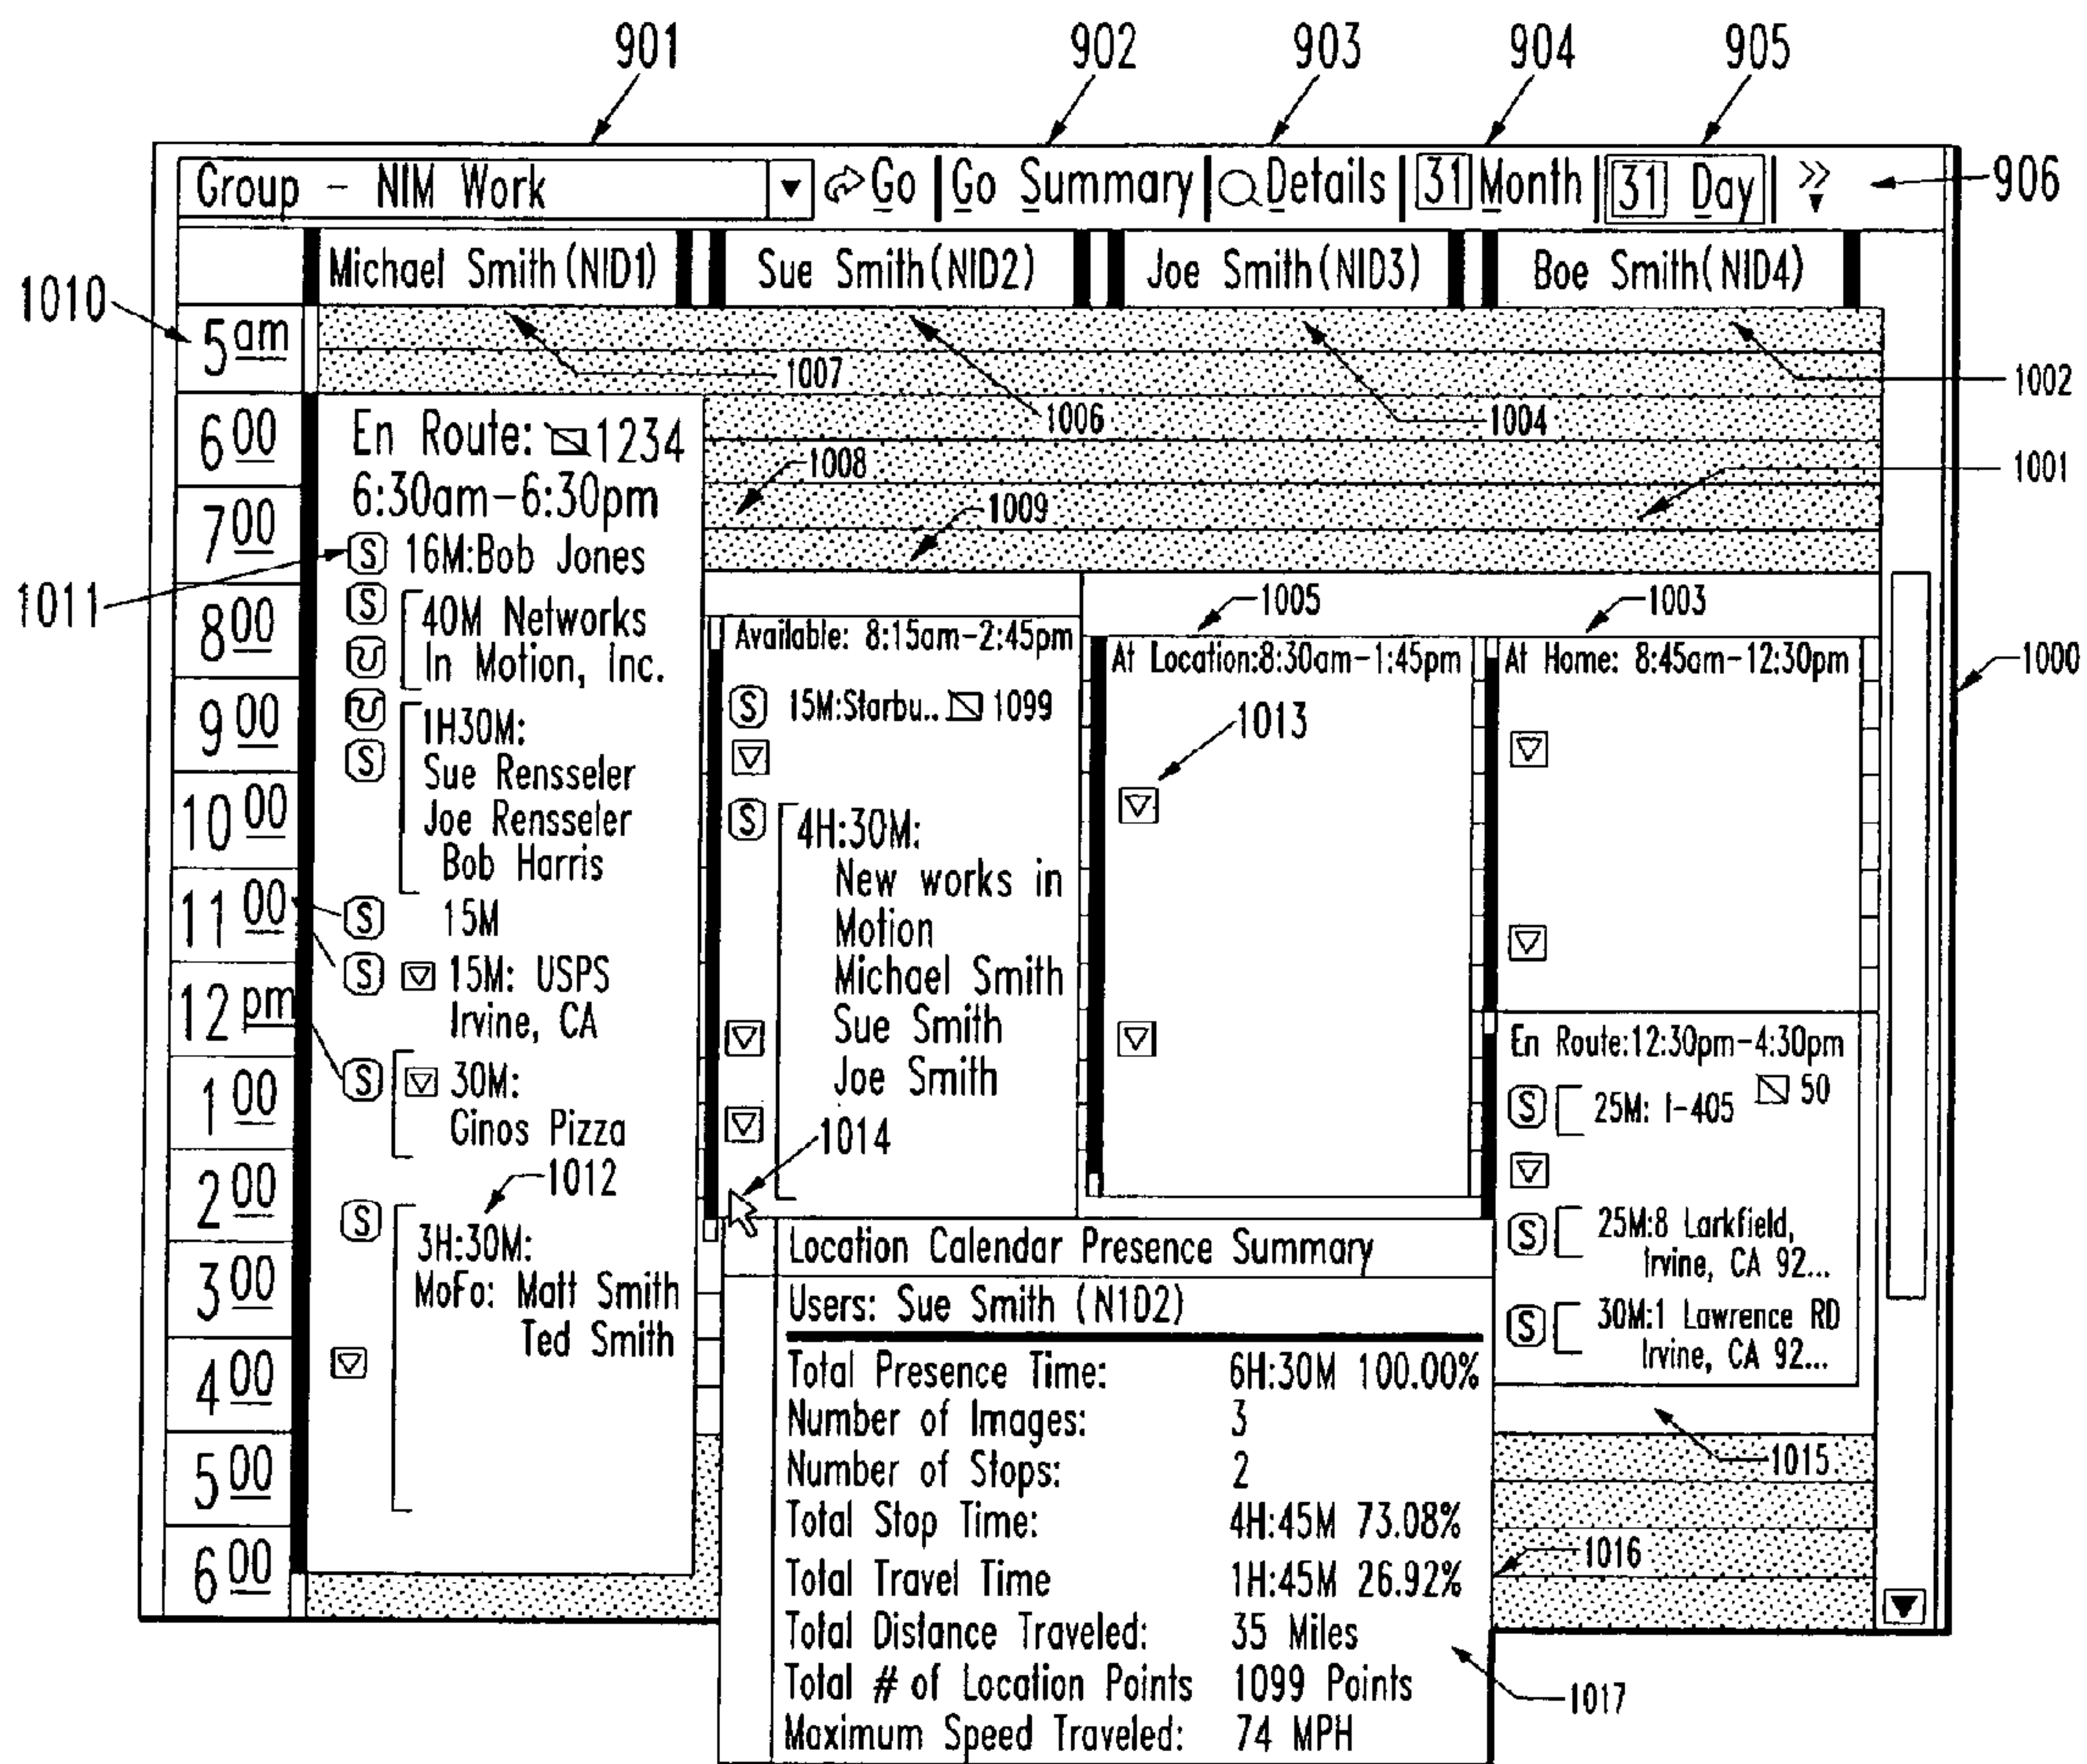 901 902 903 904 905
Group - NIM Work Go Go Summary Details 31 Month 31 Day » 906
Michael Smith(NID1) Sue Smith(NID2) Joe Smith(NID3) Boe Smith(NID4)
1010
5 am
6 00
7 00
8 00
9 00
10 00
11 00
12 pm
1 00
2 00
3 00
4 00
5 00
6 00
1007
1006
1004
1002
1001
1008
1009
1005
1003
1000
1011
En Route: 1234
6:30am-6:30pm
S 16M:Bob Jones
S 40M Networks
In Motion, Inc.
S 1H30M:
Sue Rensseler
Joe Rensseler
Bob Harris
S 15M
S 15M: USPS
Irvine, CA
S 30M:
Ginos Pizza
1012
S 3H:30M:
MoFo: Matt Smith
Ted Smith
Available: 8:15am-2:45pm
S 15M:Starbu.. 1099
S 4H:30M:
New works in
Motion
Michael Smith
Sue Smith
Joe Smith
1014
At Location:8:30am-1:45pm
1013
At Home: 8:45am-12:30pm
En Route:12:30pm-4:30pm
50
S 25M: I-405
S 25M:8 Larkfield,
Irvine, CA 92...
S 30M:1 Lawrence RD
Irvine, CA 92...
1015
1016
Location Calendar Presence Summary
Users: Sue Smith (N1D2)
Total Presence Time: 6H:30M 100.00%
Number of Images: 3
Number of Stops: 2
Total Stop Time: 4H:45M 73.08%
Total Travel Time 1H:45M 26.92%
Total Distance Traveled: 35 Miles
Total # of Location Points 1099 Points
Maximum Speed Traveled: 74 MPH
1017